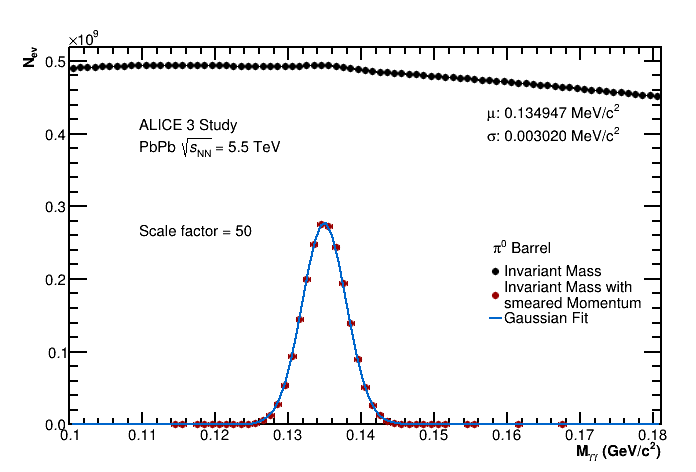 ×10⁹
N_ev
0.5
0.4
0.3
0.2
0.1
0.0
μ: 0.134947 MeV/c²
σ: 0.003020 MeV/c²
ALICE 3 Study
PbPb √s_NN = 5.5 TeV
Scale factor = 50
π⁰ Barrel
Invariant Mass
Invariant Mass with
smeared Momentum
Gaussian Fit
0.1 0.11 0.12 0.13 0.14 0.15 0.16 0.17 0.18
M_γγ (GeV/c²)